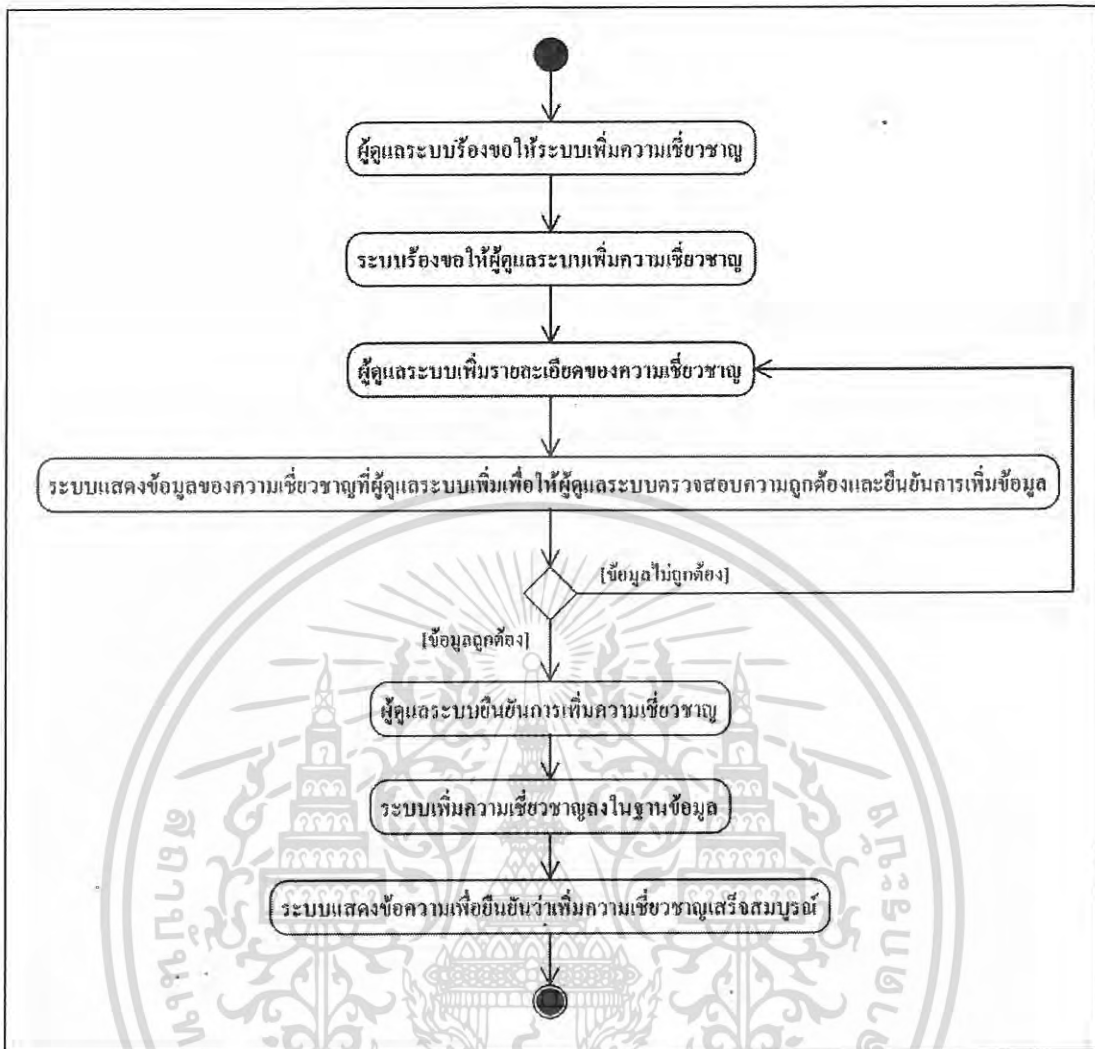 ผู้ดูแลระบบร้องขอให้ระบบเพิ่มความเชี่ยวชาญ
ระบบร้องขอให้ผู้ดูแลระบบเพิ่มความเชี่ยวชาญ
ผู้ดูแลระบบเพิ่มรายละเอียดของความเชี่ยวชาญ
ระบบแสดงข้อมูลของความเชี่ยวชาญที่ผู้ดูแลระบบเพิ่มเพื่อให้ผู้ดูแลระบบตรวจสอบความถูกต้องและยืนยันการเพิ่มข้อมูล
[ข้อมูลไม่ถูกต้อง]
[ข้อมูลถูกต้อง]
ผู้ดูแลระบบยืนยันการเพิ่มความเชี่ยวชาญ
ระบบเพิ่มความเชี่ยวชาญลงในฐานข้อมูล
ระบบแสดงข้อความเพื่อยืนยันว่าเพิ่มความเชี่ยวชาญเสร็จสมบูรณ์